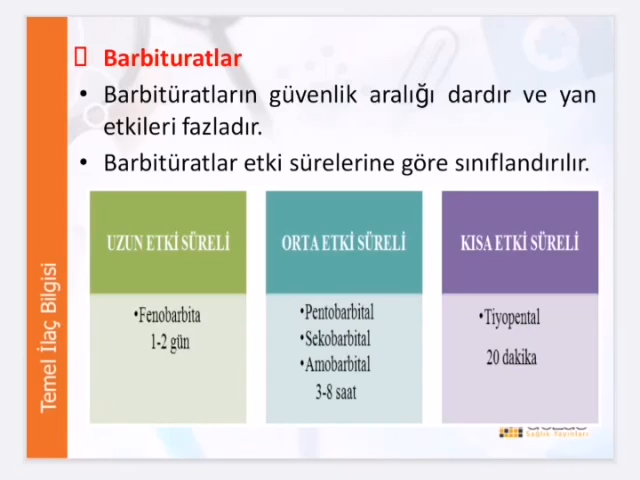 Barbituratlar
• Barbitüratların güvenlik aralığı dardır ve yan
etkileri fazladır.
• Barbitüratlar etki sürelerine göre sınıflandırılır.
UZUN ETKİ SÜRELİ
•Fenobarbita
1-2 gün
ORTA ETKİ SÜRELİ
•Pentobarbital
•Sekobarbital
•Amobarbital
3-8 saat
KISA ETKİ SÜRELİ
•Tiyopental
20 dakika
Temel İlaç Bilgisi
Sağlık Yayınları